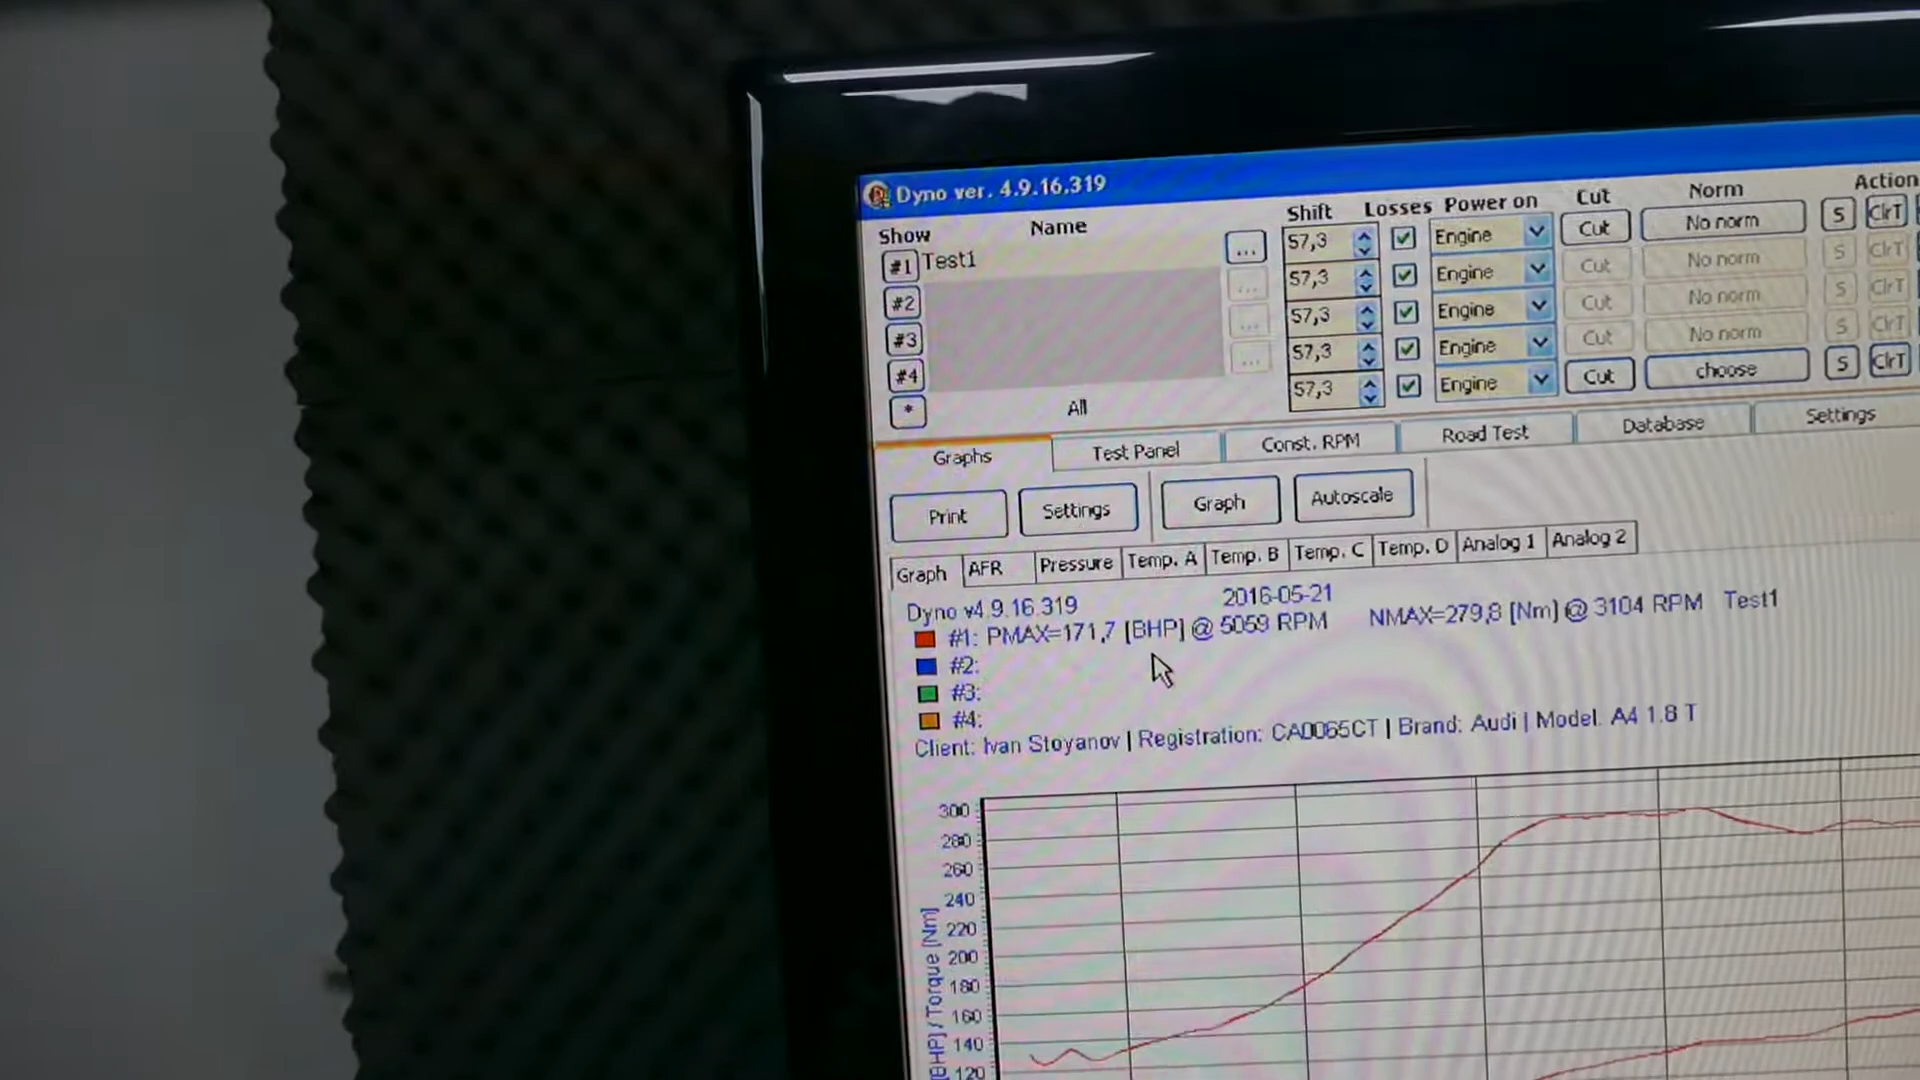 Dyno ver. 4.9.16.319
Show Name Shift Losses Power on Cut Norm Action
#1 Test1 ... 57,3 Engine Cut No norm S ClrT
#2 ... 57,3 Engine Cut No norm S ClrT
#3 ... 57,3 Engine Cut No norm S ClrT
#4 ... 57,3 Engine Cut No norm S ClrT
* All 57,3 Engine Cut choose S ClrT
Graphs Test Panel Const. RPM Road Test Database Settings
Print Settings Graph Autoscale
Graph AFR Pressure Temp. A Temp. B Temp. C Temp. D Analog 1 Analog 2
Dyno v4.9.16.319 2016-05-21
#1: PMAX=171,7 [BHP] @ 5059 RPM NMAX=279,8 [Nm] @ 3104 RPM Test1
#2:
#3:
#4:
Client: Ivan Stoyanov | Registration: CA0065CT | Brand: Audi | Model. A4 1.8 T
300
280
260
240
220
200
180
160
140
120
[BHP] / Torque [Nm]